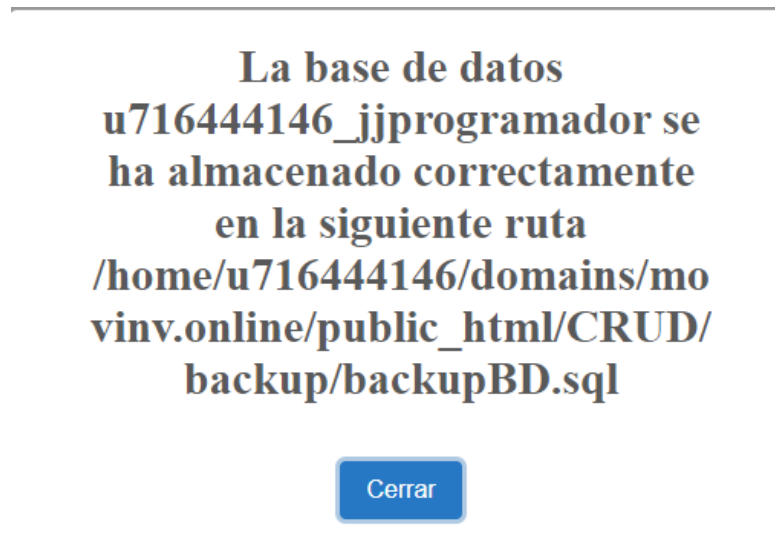 La base de datos
u716444146_jjprogramador se
ha almacenado correctamente
en la siguiente ruta
/home/u716444146/domains/mo
vinv.online/public_html/CRUD/
backup/backupBD.sql
Cerrar